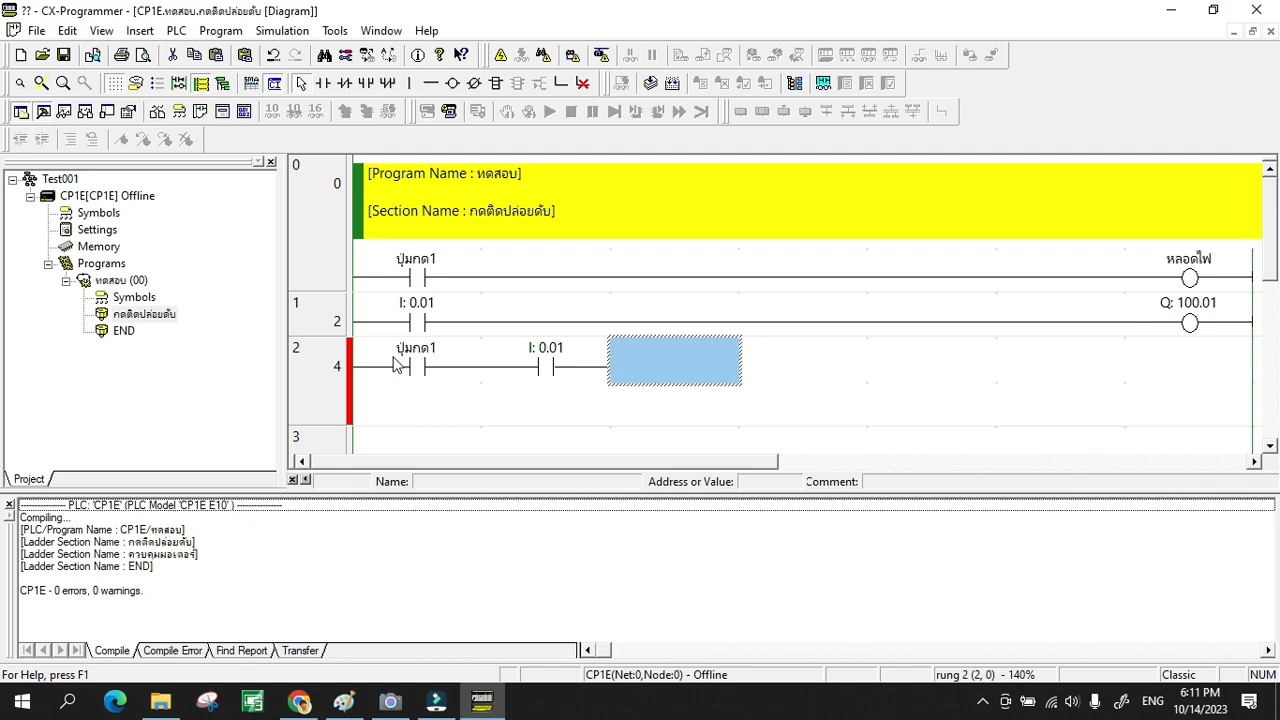 ?? - CX-Programmer - [CP1E.ทดสอบ.กดติดปล่อยดับ [Diagram]]
File Edit View Insert PLC Program Simulation Tools Window Help
10 10 16
Test001
CP1E[CP1E] Offline
Symbols
Settings
Memory
Programs
ทดสอบ (00)
Symbols
กดติดปล่อยดับ
END
Project
0
0
[Program Name : ทดสอบ]
[Section Name : กดติดปล่อยดับ]
ปุ่มกด1 หลอดไฟ
1 I: 0.01 Q: 100.01
2
2 ปุ่มกด1 I: 0.01
4
3
Name: Address or Value: Comment:
PLC: 'CP1E' (PLC Model 'CP1E E10' )
Compiling...
[PLC/Program Name : CP1E/ทดสอบ]
[Ladder Section Name : กดติดปล่อยดับ]
[Ladder Section Name : ควบคุมมอเตอร์]
[Ladder Section Name : END]
CP1E - 0 errors, 0 warnings.
Compile Compile Error Find Report Transfer
For Help, press F1 CP1E(Net:0,Node:0) - Offline rung 2 (2, 0) - 140% Classic NUM
ENG 6:11 PM
10/14/2023